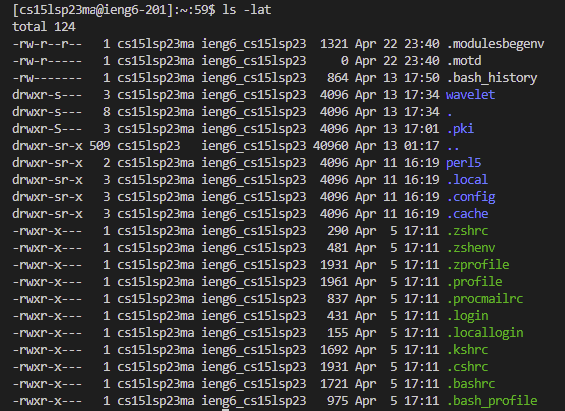 [cs15lsp23ma@ieng6-201]:~:59$ ls -lat
total 124
-rw-r--r--   1 cs15lsp23ma ieng6_cs15lsp23  1321 Apr 22 23:40 .modulesbegenv
-rw-r-----   1 cs15lsp23ma ieng6_cs15lsp23     0 Apr 22 23:40 .motd
-rw-------   1 cs15lsp23ma ieng6_cs15lsp23   864 Apr 13 17:50 .bash_history
drwxr-s---   3 cs15lsp23ma ieng6_cs15lsp23  4096 Apr 13 17:34 wavelet
drwxr-s---   8 cs15lsp23ma ieng6_cs15lsp23  4096 Apr 13 17:34 .
drwxr-S---   3 cs15lsp23ma ieng6_cs15lsp23  4096 Apr 13 17:01 .pki
drwxr-sr-x 509 cs15lsp23   ieng6_cs15lsp23 40960 Apr 13 01:17 ..
drwxr-sr-x   2 cs15lsp23ma ieng6_cs15lsp23  4096 Apr 11 16:19 perl5
drwxr-sr-x   3 cs15lsp23ma ieng6_cs15lsp23  4096 Apr 11 16:19 .local
drwxr-sr-x   3 cs15lsp23ma ieng6_cs15lsp23  4096 Apr 11 16:19 .config
drwxr-sr-x   3 cs15lsp23ma ieng6_cs15lsp23  4096 Apr 11 16:19 .cache
-rwxr-x---   1 cs15lsp23ma ieng6_cs15lsp23   290 Apr  5 17:11 .zshrc
-rwxr-x---   1 cs15lsp23ma ieng6_cs15lsp23   481 Apr  5 17:11 .zshenv
-rwxr-x---   1 cs15lsp23ma ieng6_cs15lsp23  1931 Apr  5 17:11 .zprofile
-rwxr-x---   1 cs15lsp23ma ieng6_cs15lsp23  1961 Apr  5 17:11 .profile
-rwxr-x---   1 cs15lsp23ma ieng6_cs15lsp23   837 Apr  5 17:11 .procmailrc
-rwxr-x---   1 cs15lsp23ma ieng6_cs15lsp23   431 Apr  5 17:11 .login
-rwxr-x---   1 cs15lsp23ma ieng6_cs15lsp23   155 Apr  5 17:11 .locallogin
-rwxr-x---   1 cs15lsp23ma ieng6_cs15lsp23  1692 Apr  5 17:11 .kshrc
-rwxr-x---   1 cs15lsp23ma ieng6_cs15lsp23  1931 Apr  5 17:11 .cshrc
-rwxr-x---   1 cs15lsp23ma ieng6_cs15lsp23  1721 Apr  5 17:11 .bashrc
-rwxr-x---   1 cs15lsp23ma ieng6_cs15lsp23   975 Apr  5 17:11 .bash_profile